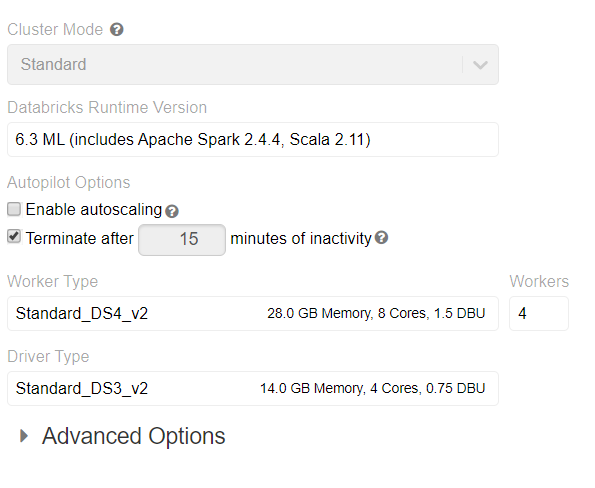 Cluster Mode ?
Standard
Databricks Runtime Version
6.3 ML (includes Apache Spark 2.4.4, Scala 2.11)
Autopilot Options
Enable autoscaling ?
Terminate after 15 minutes of inactivity ?
Worker Type Workers
Standard_DS4_v2 28.0 GB Memory, 8 Cores, 1.5 DBU 4
Driver Type
Standard_DS3_v2 14.0 GB Memory, 4 Cores, 0.75 DBU
Advanced Options